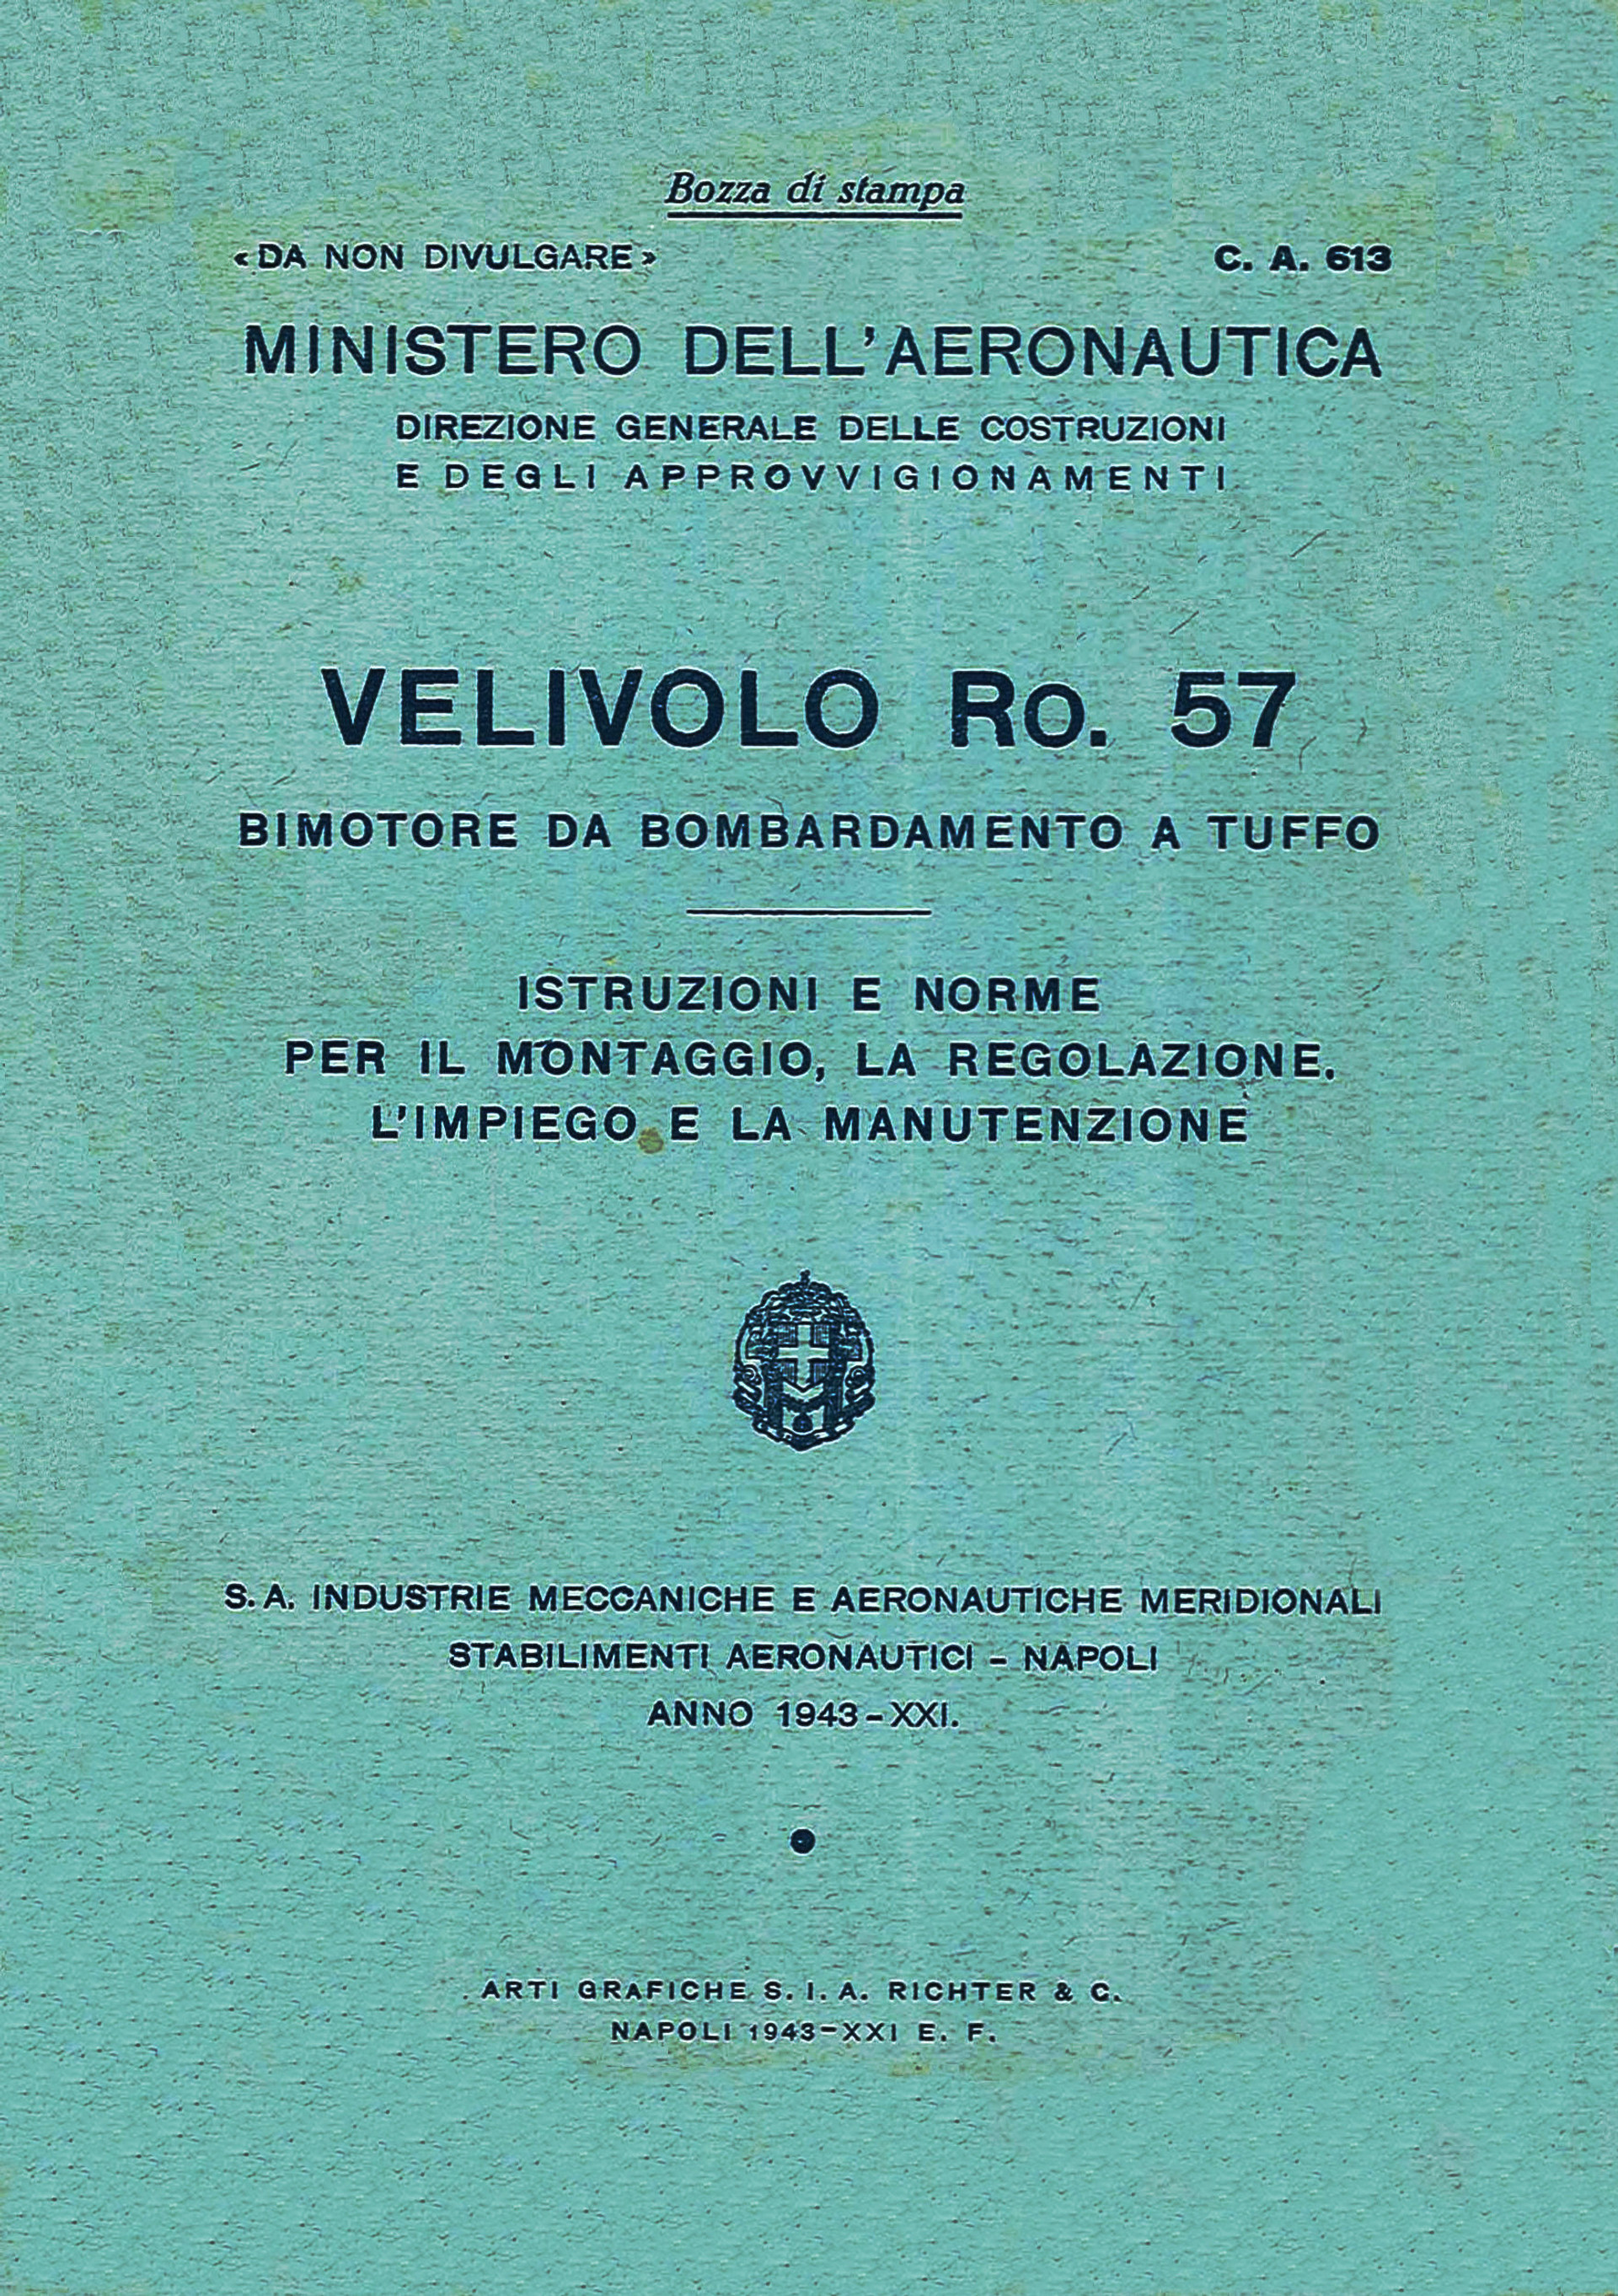 Bozza di stampa
«DA NON DIVULGARE»
C. A. 613
MINISTERO DELL'AERONAUTICA
DIREZIONE GENERALE DELLE COSTRUZIONI
E DEGLI APPROVVIGIONAMENTI
VELIVOLO Ro. 57
BIMOTORE DA BOMBARDAMENTO A TUFFO
ISTRUZIONI E NORME
PER IL MONTAGGIO, LA REGOLAZIONE.
L'IMPIEGO E LA MANUTENZIONE
S. A. INDUSTRIE MECCANICHE E AERONAUTICHE MERIDIONALI
STABILIMENTI AERONAUTICI – NAPOLI
ANNO 1943 – XXI.
ARTI GRAFICHE S. I. A. RICHTER & C.
NAPOLI 1943–XXI E. F.